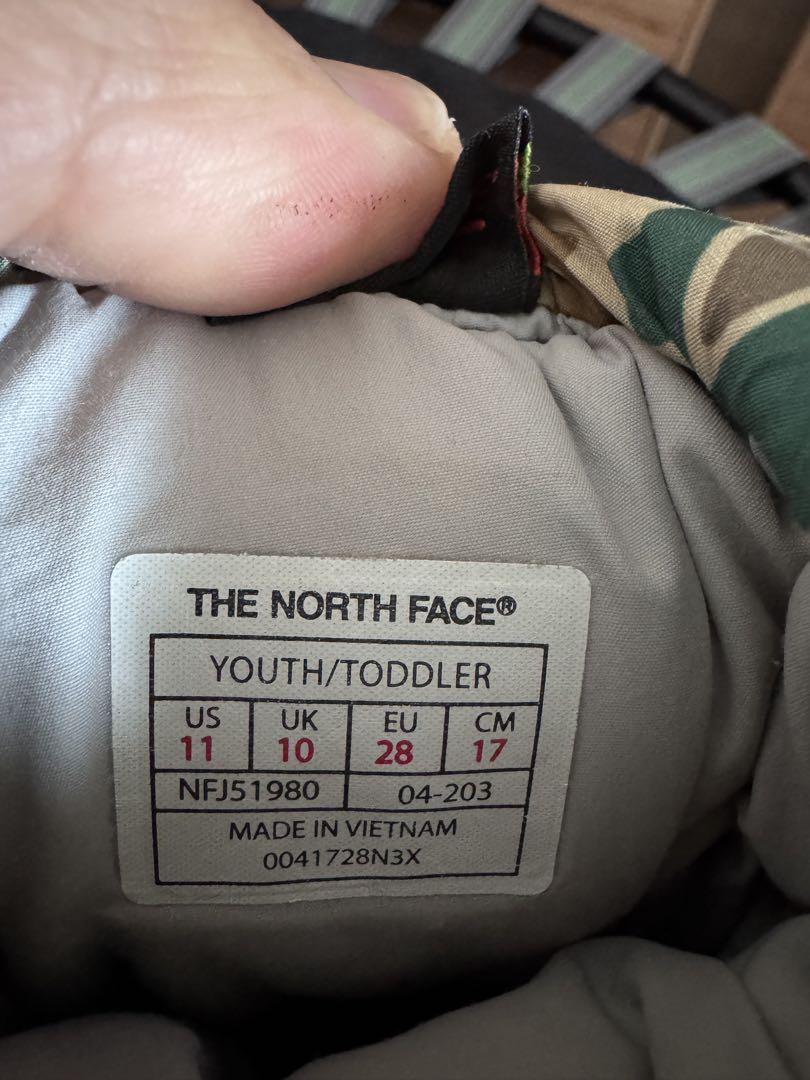 THE NORTH FACE®
YOUTH/TODDLER
US UK EU CM
11 10 28 17
NFJ51980 04-203
MADE IN VIETNAM
0041728N3X